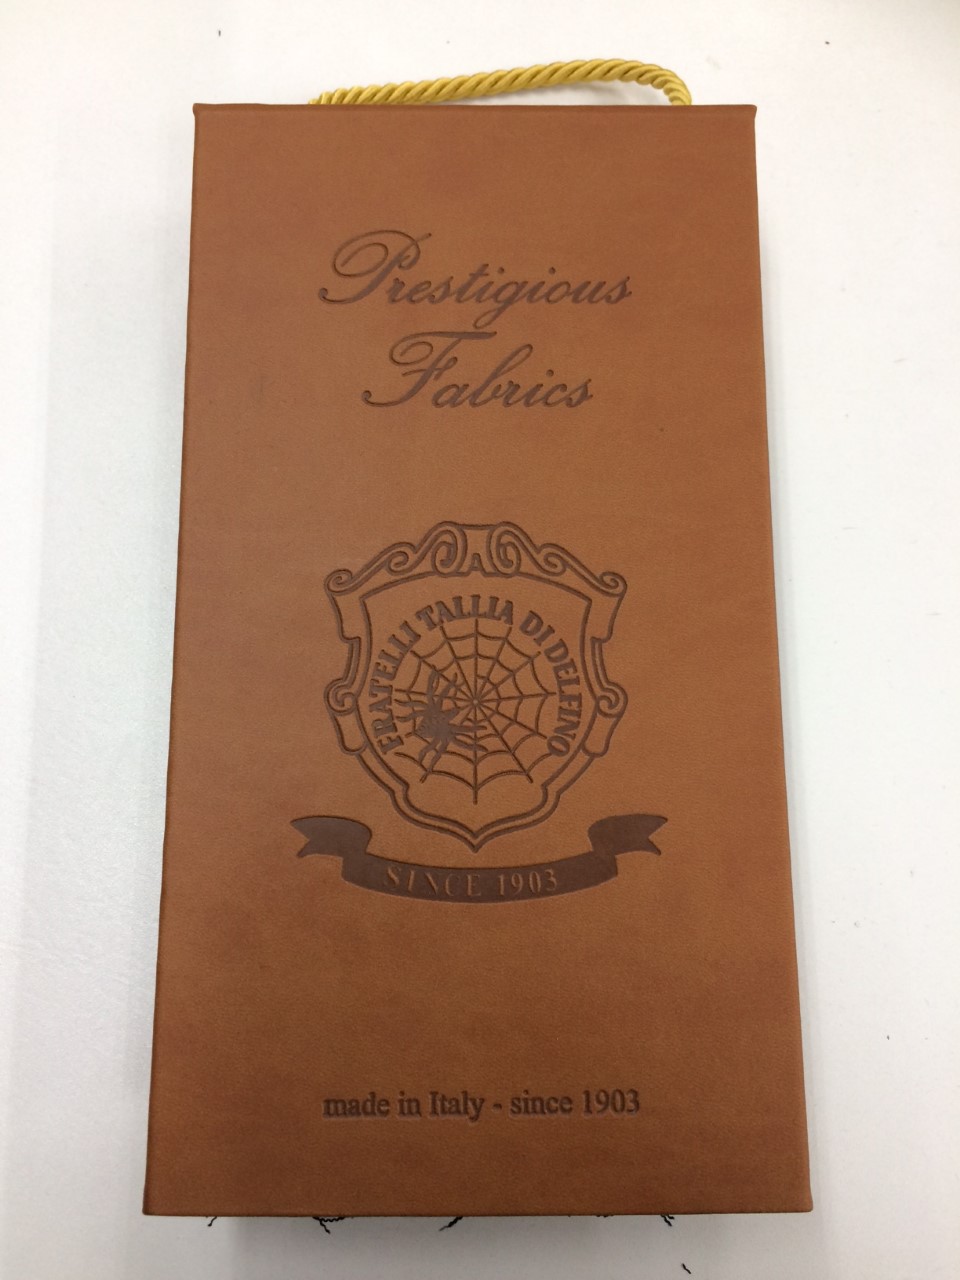 Prestigious
Fabrics
FRATELLI TALLIA DI DELFINO
SINCE 1903
made in Italy - since 1903